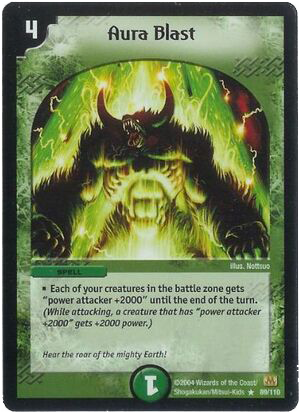 4
Aura Blast
Illus. Nottsuo
SPELL
▪ Each of your creatures in the battle zone gets
"power attacker +2000" until the end of the turn.
(While attacking, a creature that has "power attacker
+2000" gets +2000 power.)
Hear the roar of the mighty Earth!
1
©2004 Wizards of the Coast/
Shogakukan/Mitsui-Kids ★ 89/110